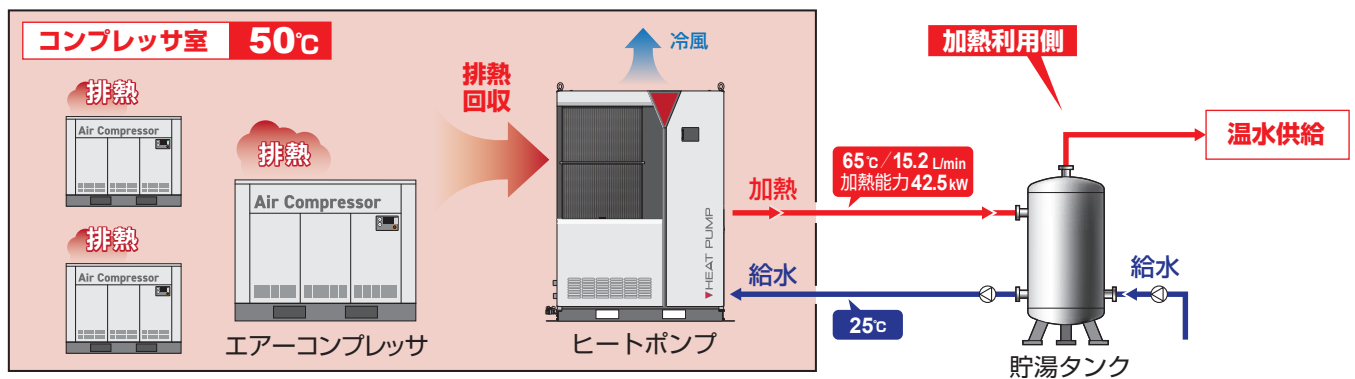 コンプレッサ室 50℃
排熱
Air Compressor
排熱
Air Compressor
排熱
Air Compressor
エアーコンプレッサ
排熱
回収
冷風
HEAT PUMP
ヒートポンプ
加熱
65℃/15.2 L/min
加熱能力42.5kW
給水
25℃
加熱利用側
温水供給
給水
貯湯タンク